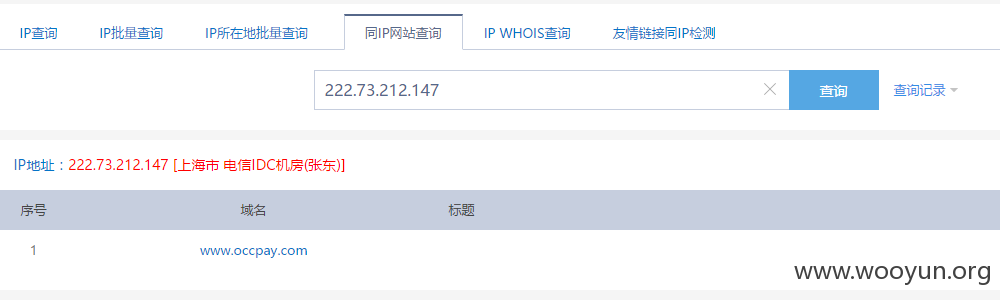 IP查询 IP批量查询 IP所在地批量查询 同IP网站查询 IP WHOIS查询 友情链接同IP检测
222.73.212.147 查询 查询记录
IP地址：222.73.212.147 [上海市 电信IDC机房(张东)]
序号 域名 标题
1 www.occpay.com
www.wooyun.org